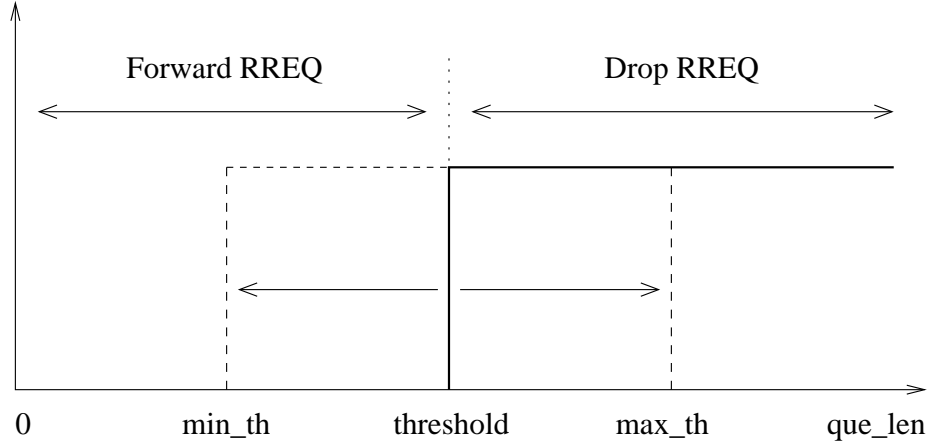 Forward RREQ
Drop RREQ
0
min_th
threshold
max_th
que_len